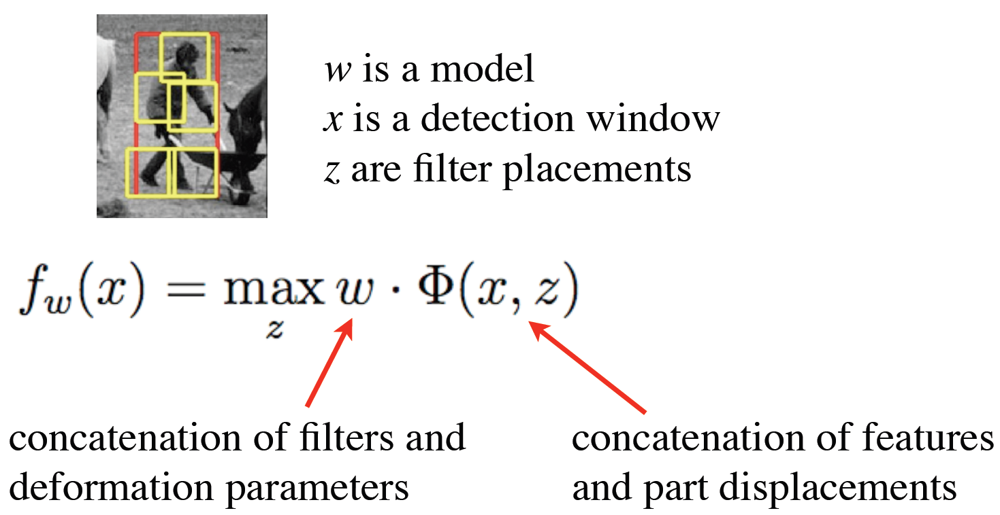 w is a model
x is a detection window
z are filter placements
f_w(x) = max_z w · Φ(x, z)
concatenation of filters and
deformation parameters
concatenation of features
and part displacements